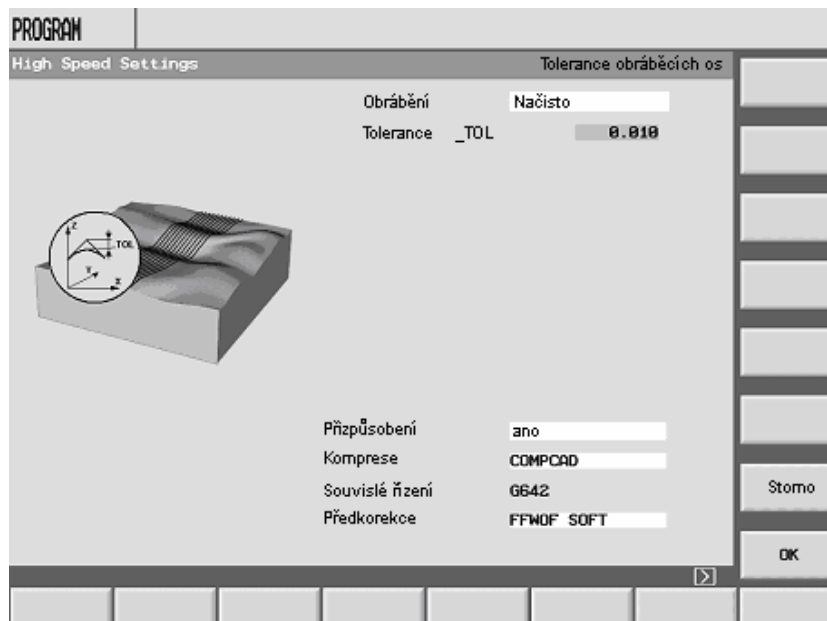 PROGRAM
High Speed Settings Tolerance obráběcích os
Obrábění Načisto
Tolerance _TOL 0.010
Z
TOL
Y
X
Přizpůsobení ano
Komprese COMPCAD
Souvislé řízení G642
Předkorekce FFWOF SOFT
Storno
OK